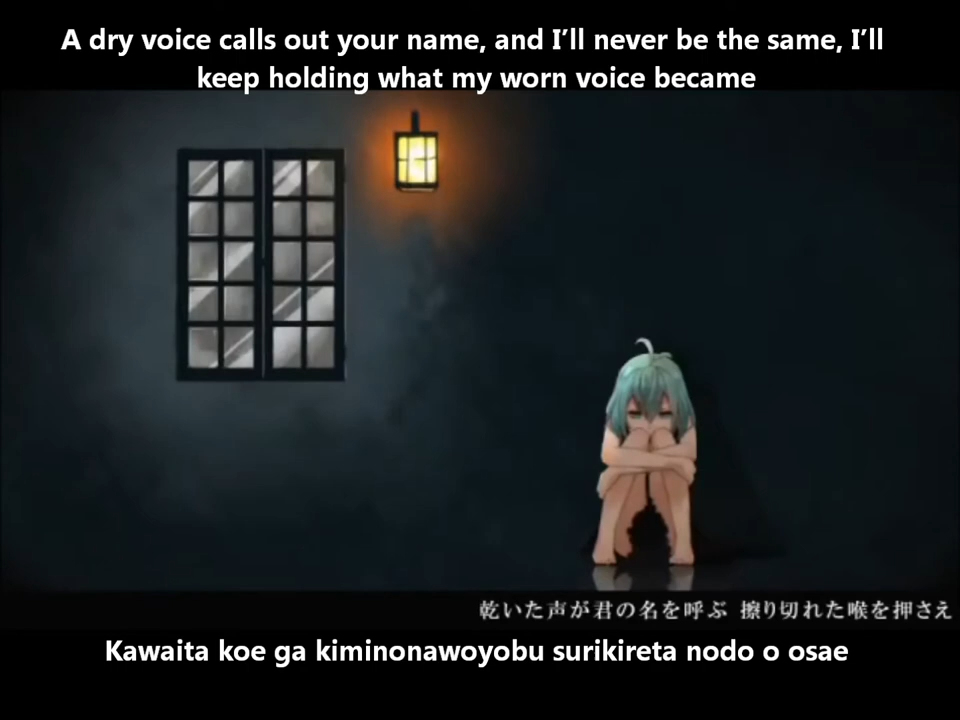 A dry voice calls out your name, and I’ll never be the same, I’ll
keep holding what my worn voice became
乾いた声が君の名を呼ぶ 擦り切れた喉を押さえ
Kawaita koe ga kiminonawoyobu surikireta nodo o osae